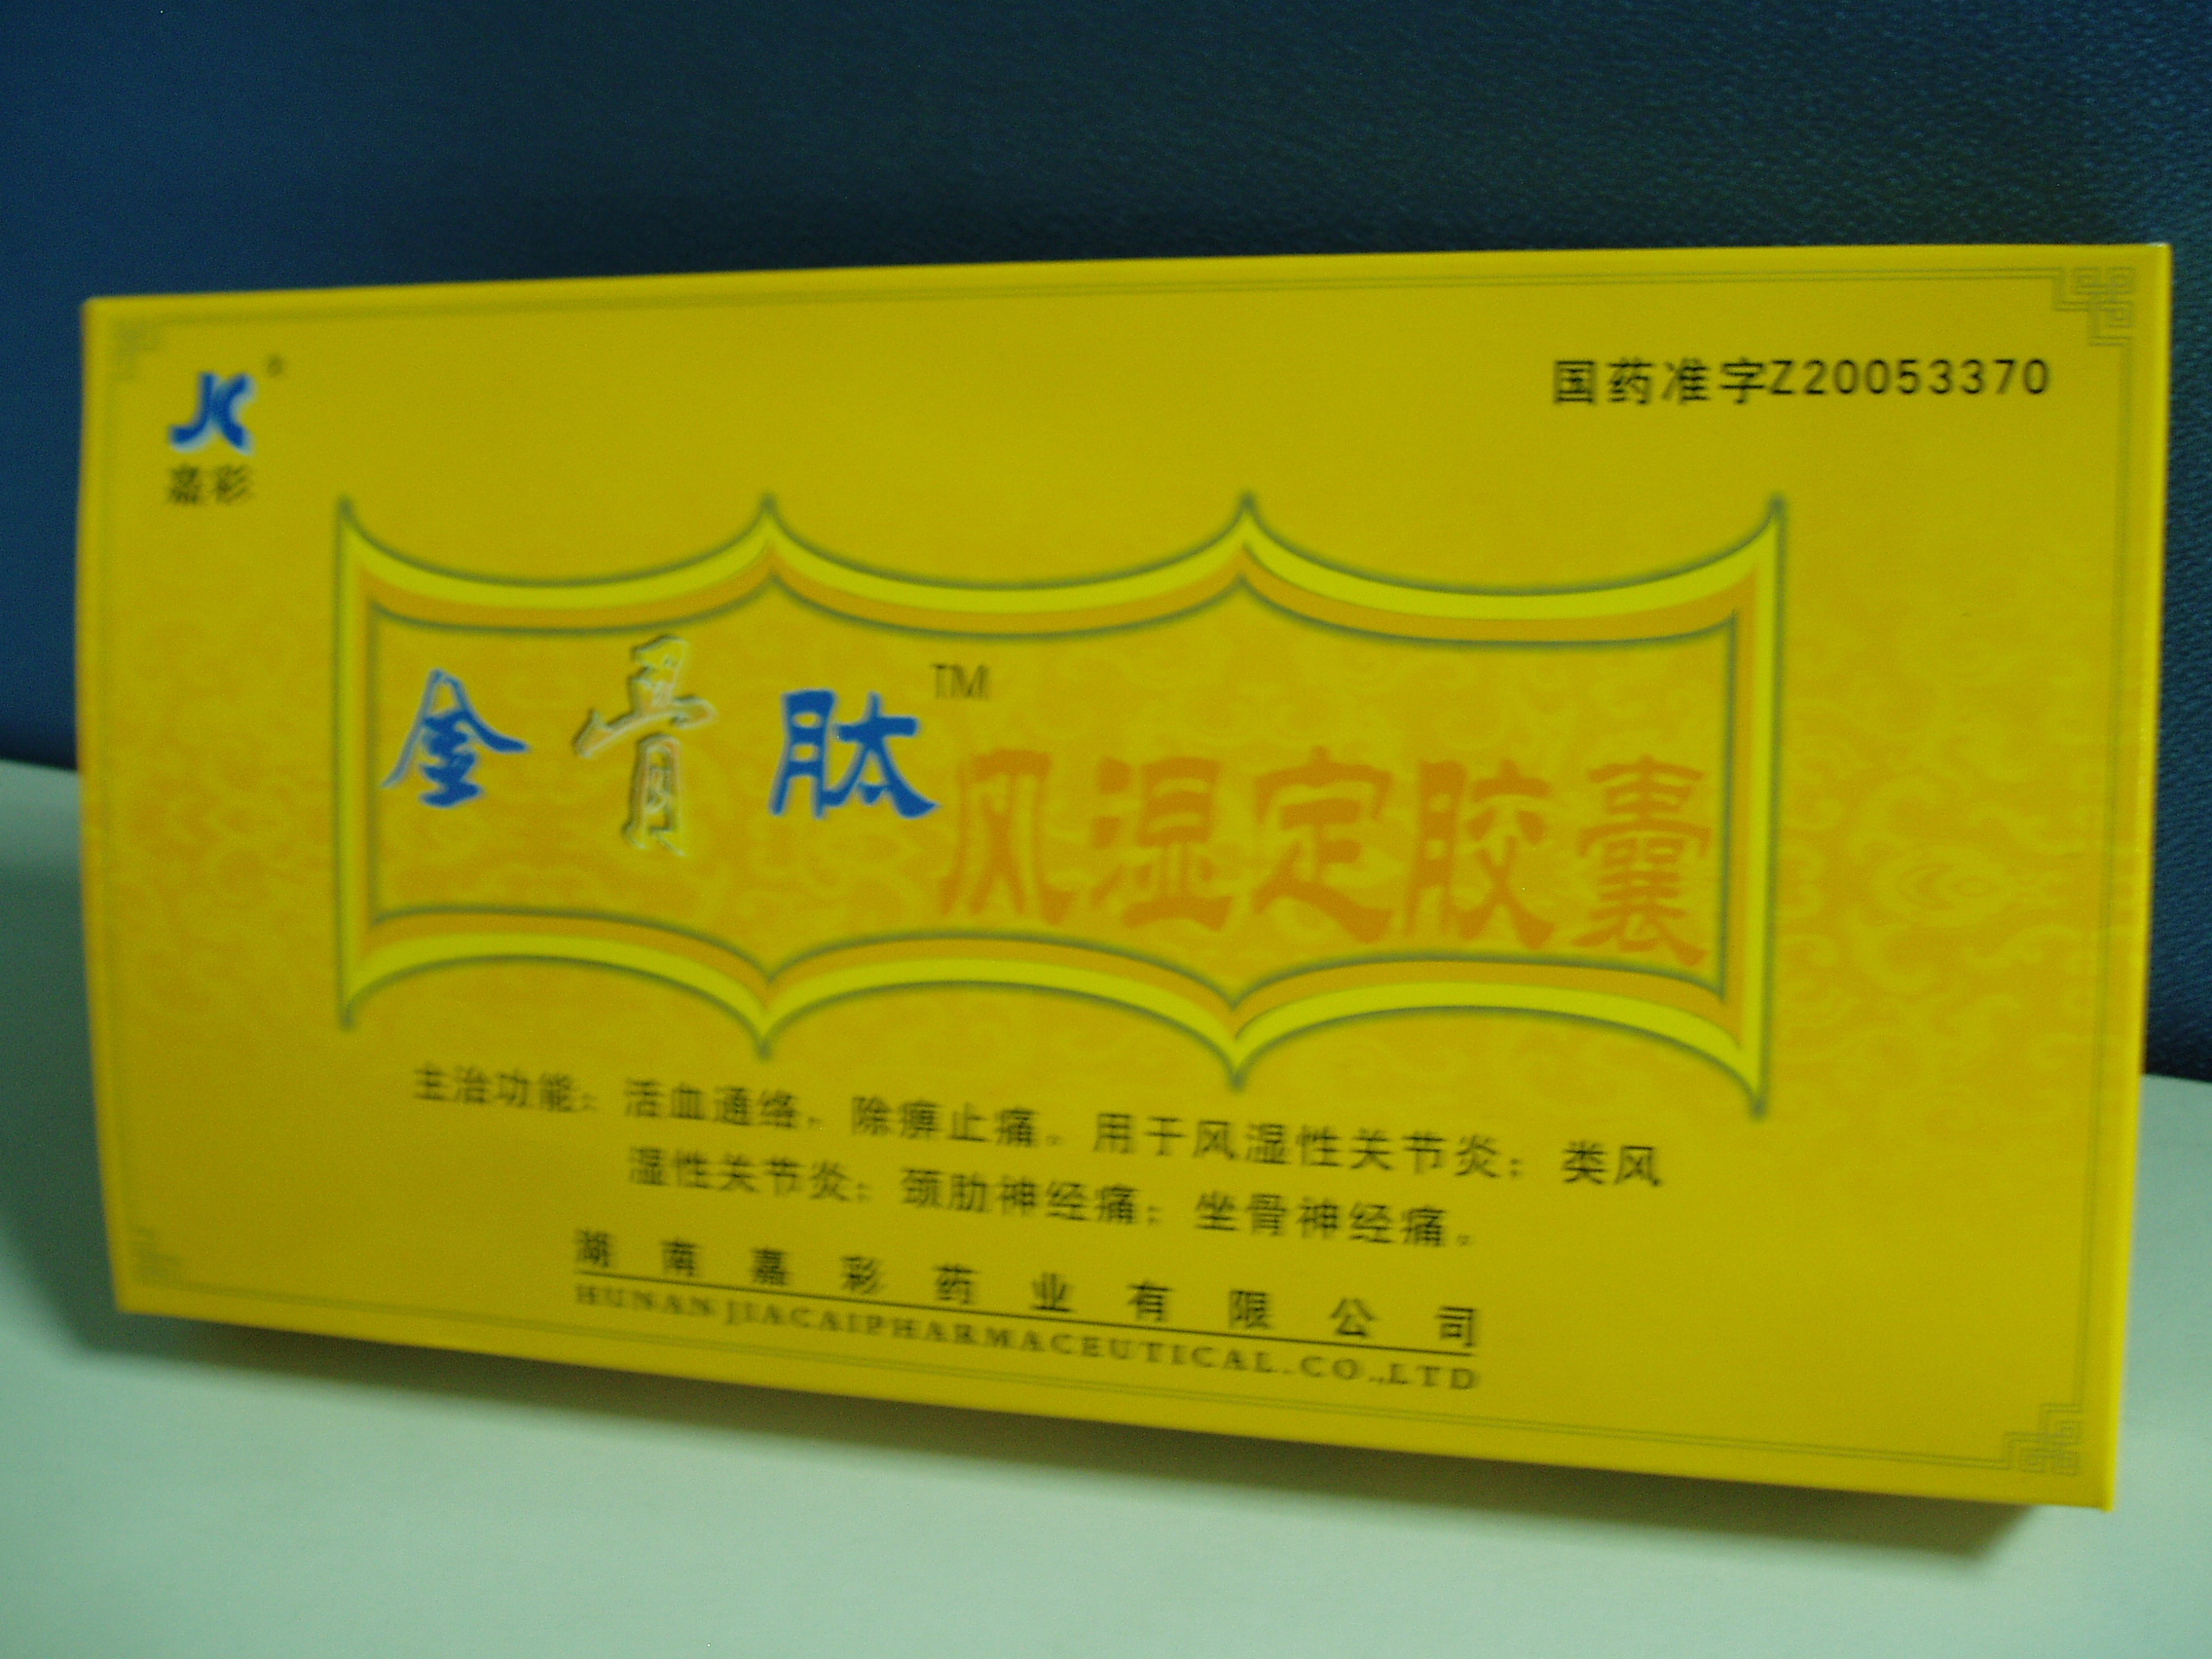 国药准字Z20053370
JK®
嘉彩
金骨肽™
风湿定胶囊
主治功能：活血通络，除痹止痛。用于风湿性关节炎；类风
湿性关节炎；颈肋神经痛；坐骨神经痛。
湖南嘉彩药业有限公司
HUNAN JIACAIPHARMACEUTICAL.CO.,LTD